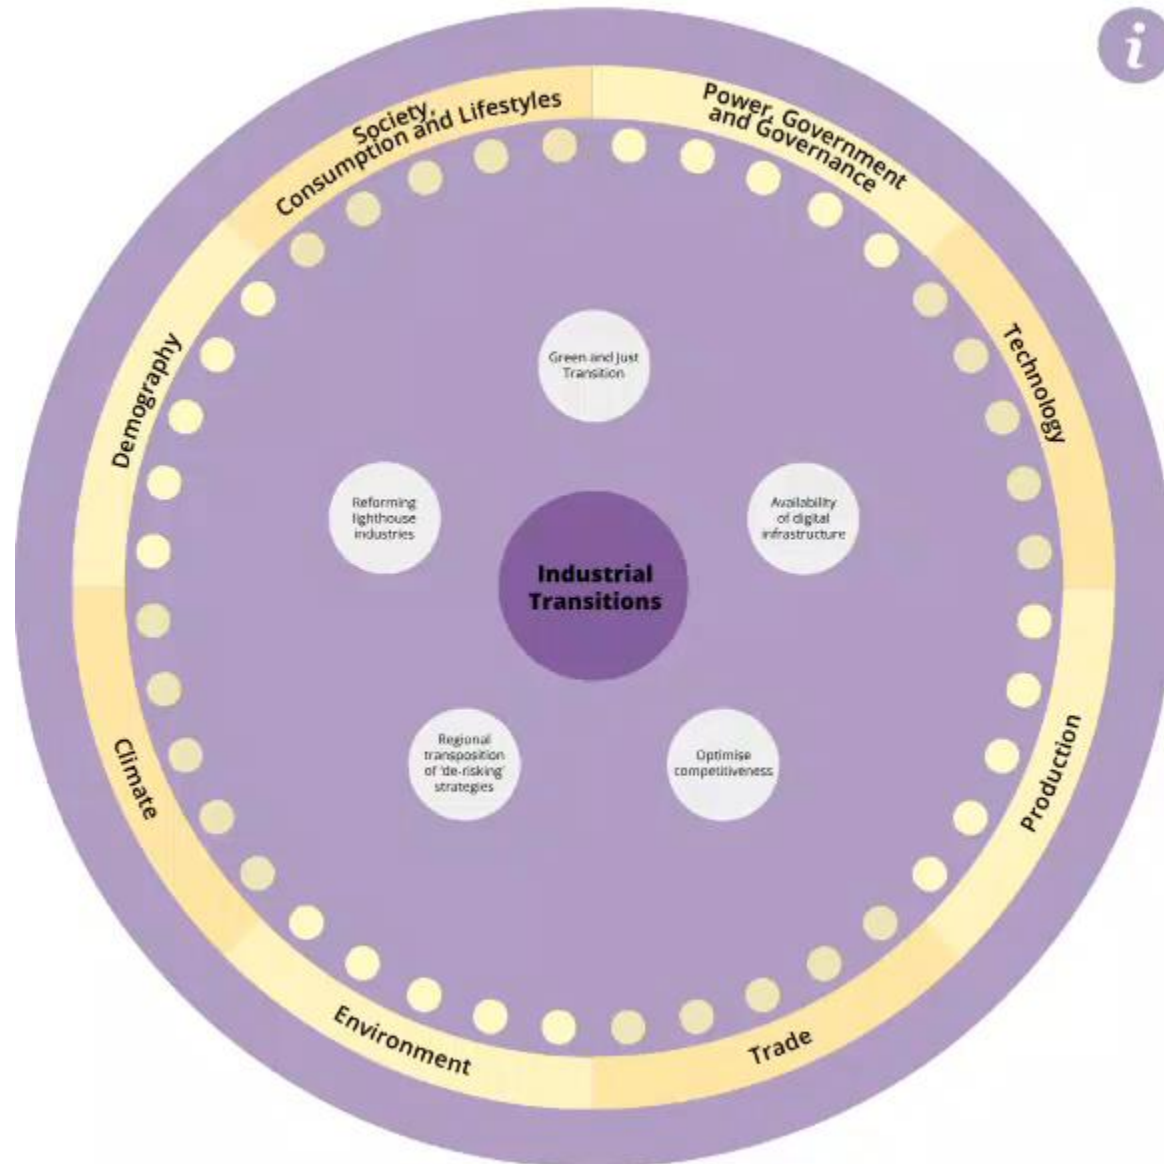 i
Society,
Consumption and Lifestyles
Power, Government
and Governance
Demography
Technology
Green and Just
Transition
Reforming
lighthouse
industries
Availability
of digital
infrastructure
Industrial
Transitions
Regional
transposition
of 'de-risking'
strategies
Optimise
competitiveness
Climate
Production
Environment
Trade